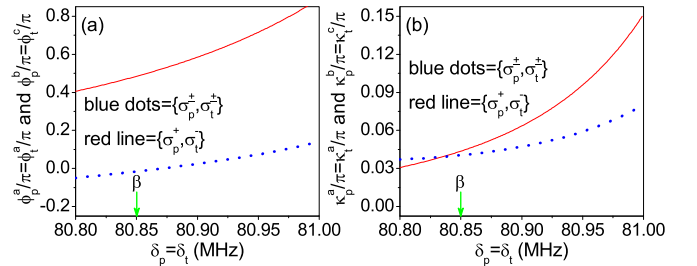 (a)
ϕ_p^a/π=ϕ_t^a/π and ϕ_p^b/π=ϕ_t^c/π
0.8
0.6
0.4
0.2
0.0
-0.2
blue dots={σ_p^±,σ_t^±}
red line={σ_p^+,σ_t^-}
β
80.80 80.85 80.90 80.95 81.00
δ_p=δ_t (MHz)
(b)
κ_p^a/π=κ_t^a/π and κ_p^b/π=κ_t^c/π
0.15
0.12
0.09
0.06
0.03
0.00
blue dots={σ_p^±,σ_t^±}
red line={σ_p^+,σ_t^-}
β
80.80 80.85 80.90 80.95 81.00
δ_p=δ_t (MHz)